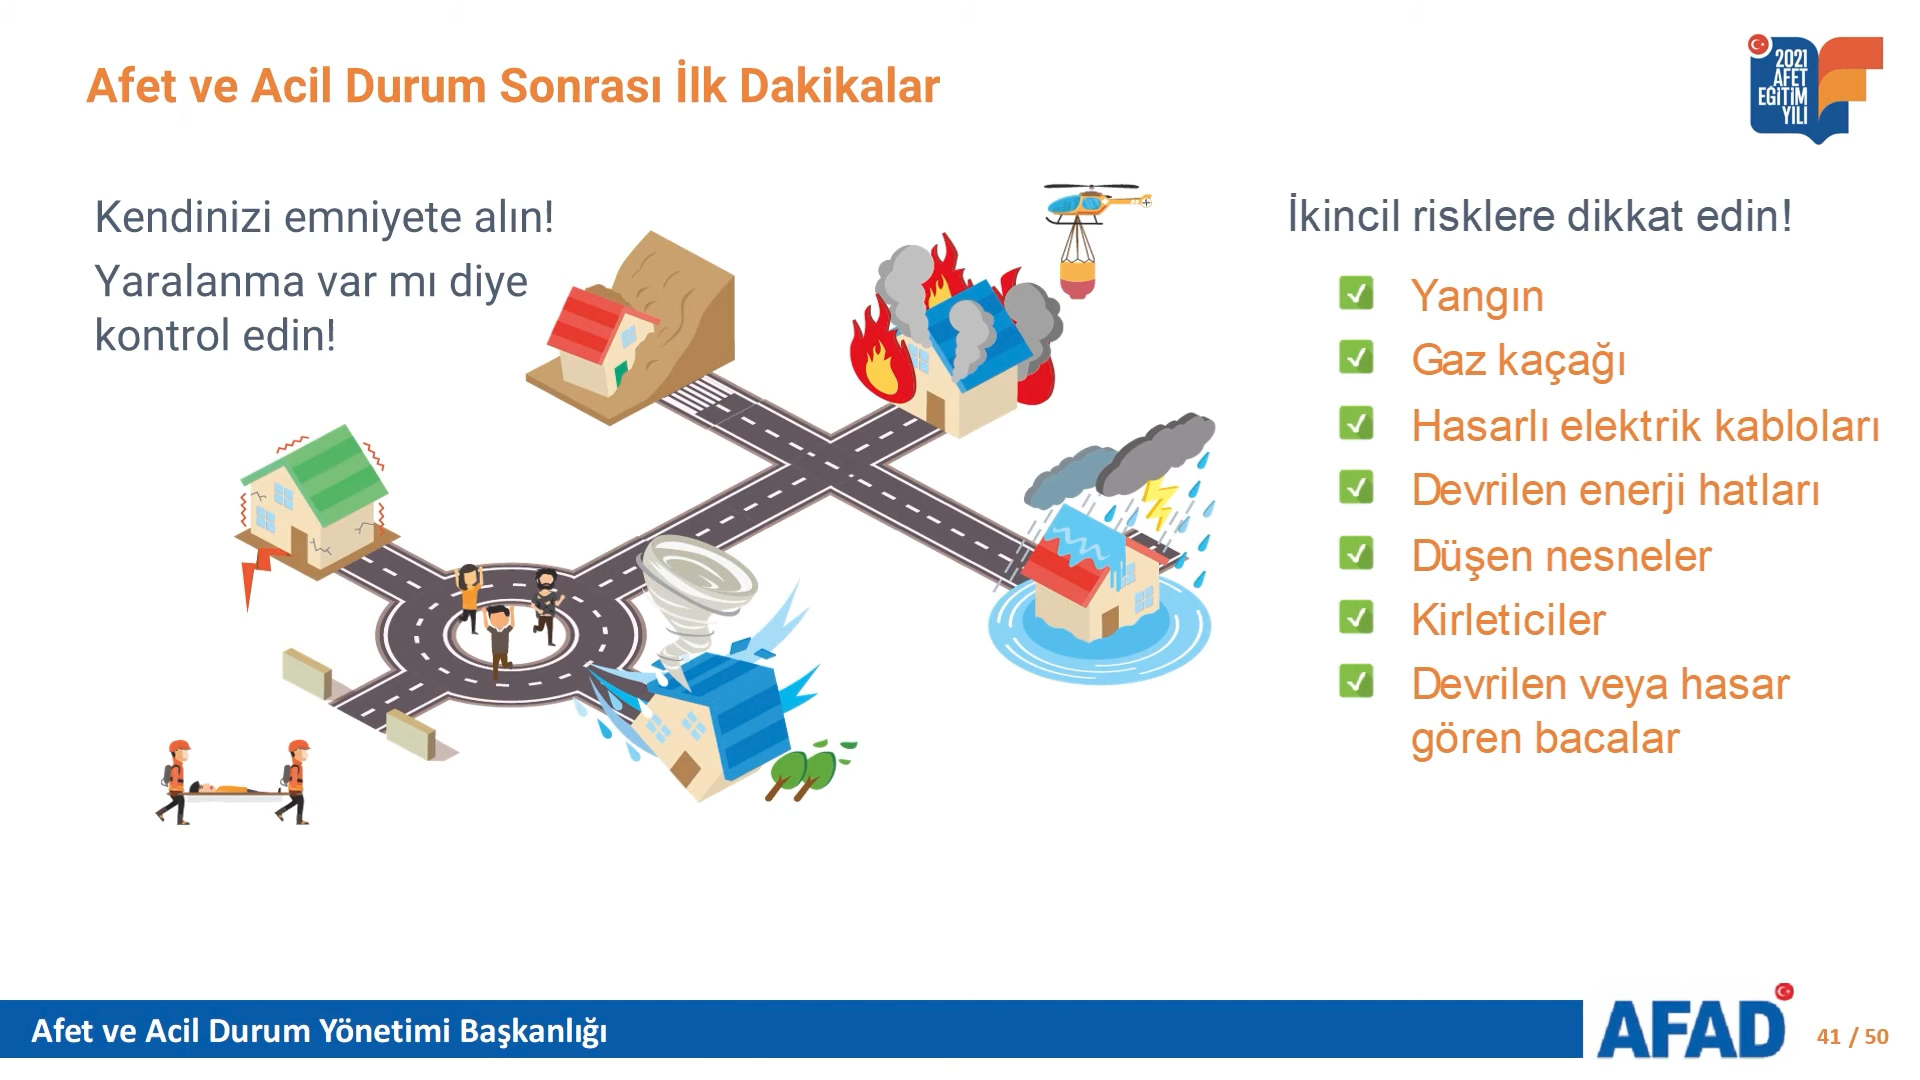 Afet ve Acil Durum Sonrası İlk Dakikalar
2021
AFET
EĞİTİM
YILI
Kendinizi emniyete alın!
Yaralanma var mı diye
kontrol edin!
İkincil risklere dikkat edin!
Yangın
Gaz kaçağı
Hasarlı elektrik kabloları
Devrilen enerji hatları
Düşen nesneler
Kirleticiler
Devrilen veya hasar
gören bacalar
Afet ve Acil Durum Yönetimi Başkanlığı
AFAD
41 / 50